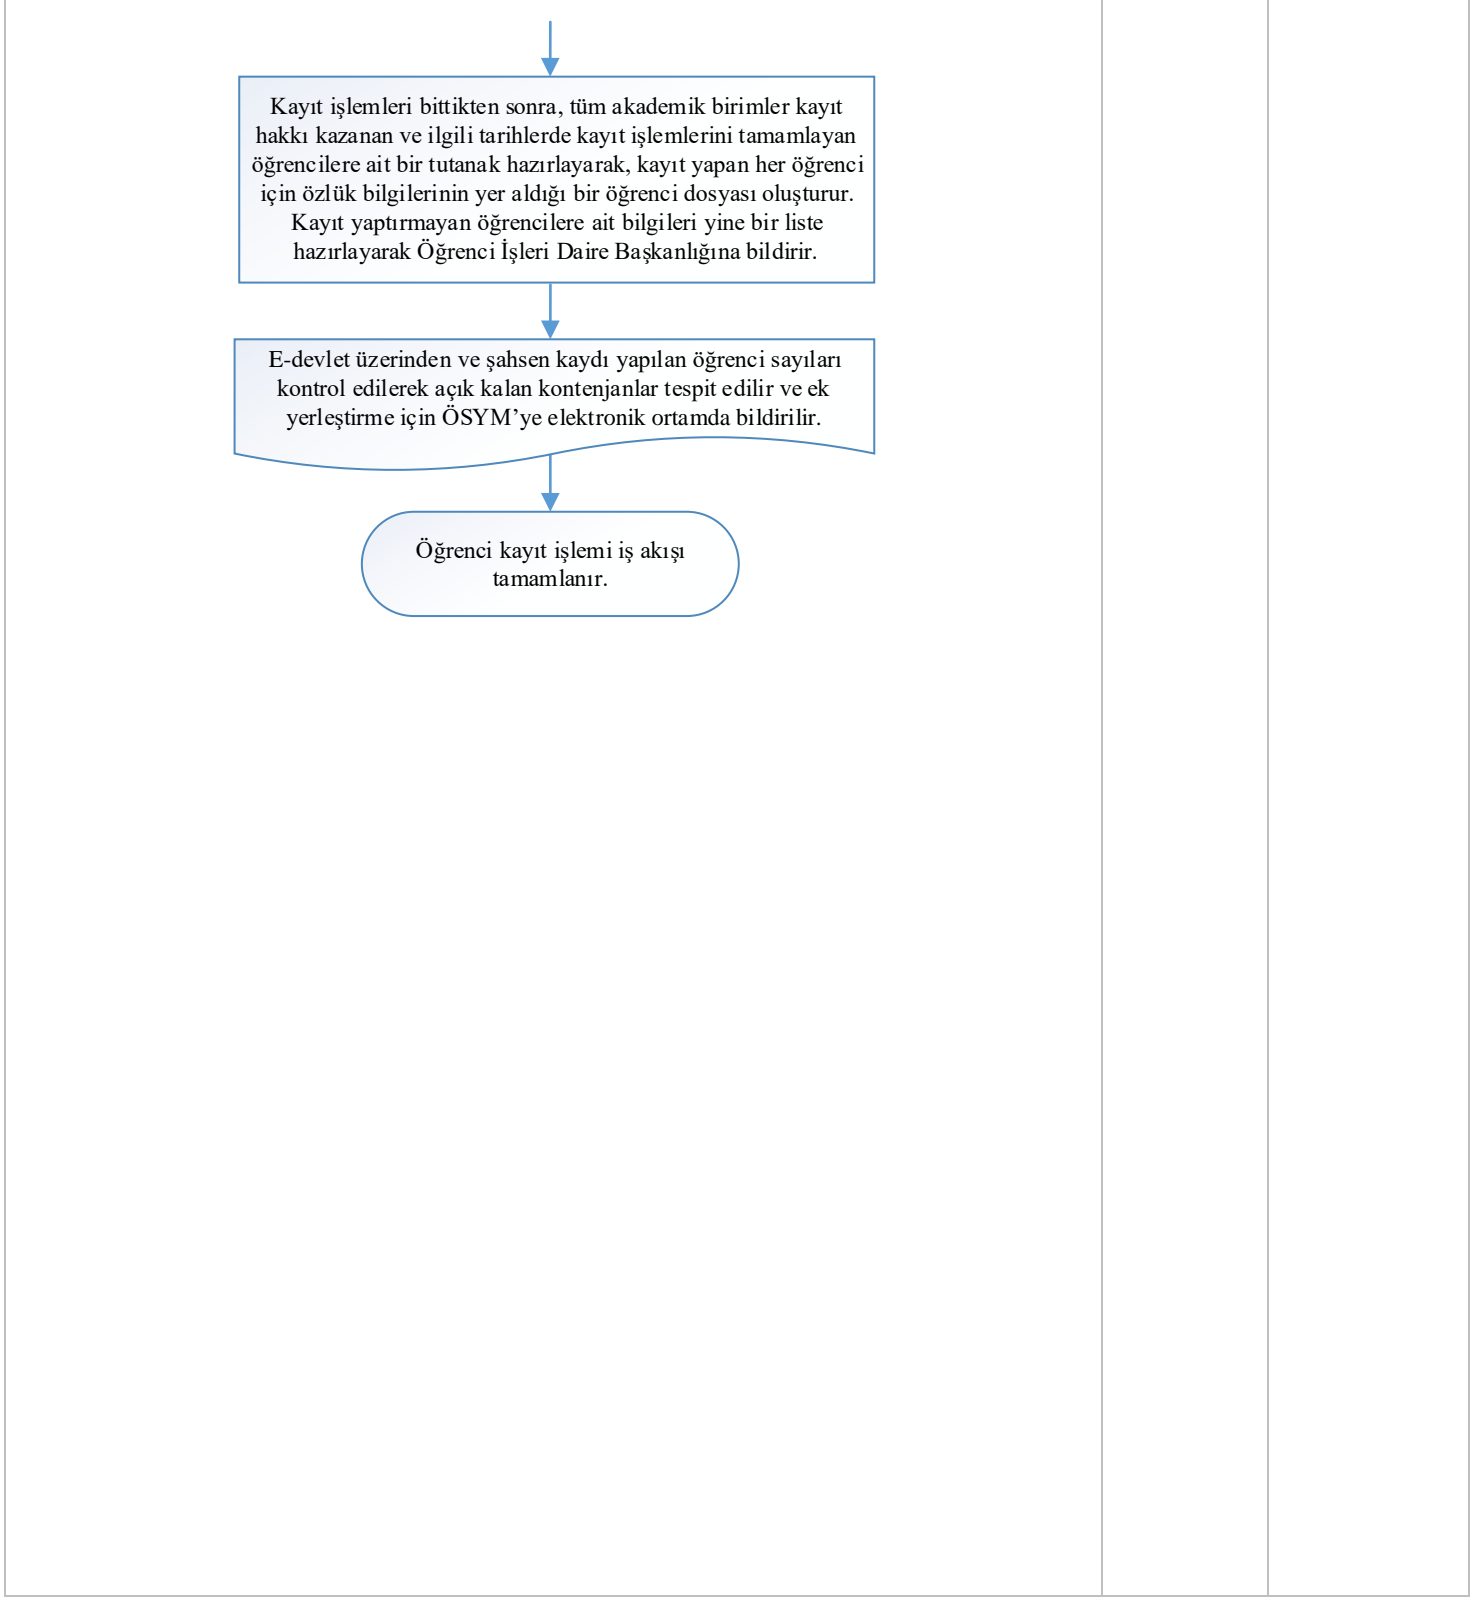 Kayıt işlemleri bittikten sonra, tüm akademik birimler kayıt
hakkı kazanan ve ilgili tarihlerde kayıt işlemlerini tamamlayan
öğrencilere ait bir tutanak hazırlayarak, kayıt yapan her öğrenci
için özlük bilgilerinin yer aldığı bir öğrenci dosyası oluşturur.
Kayıt yaptırmayan öğrencilere ait bilgileri yine bir liste
hazırlayarak Öğrenci İşleri Daire Başkanlığına bildirir.
E-devlet üzerinden ve şahsen kaydı yapılan öğrenci sayıları
kontrol edilerek açık kalan kontenjanlar tespit edilir ve ek
yerleştirme için ÖSYM’ye elektronik ortamda bildirilir.
Öğrenci kayıt işlemi iş akışı
tamamlanır.